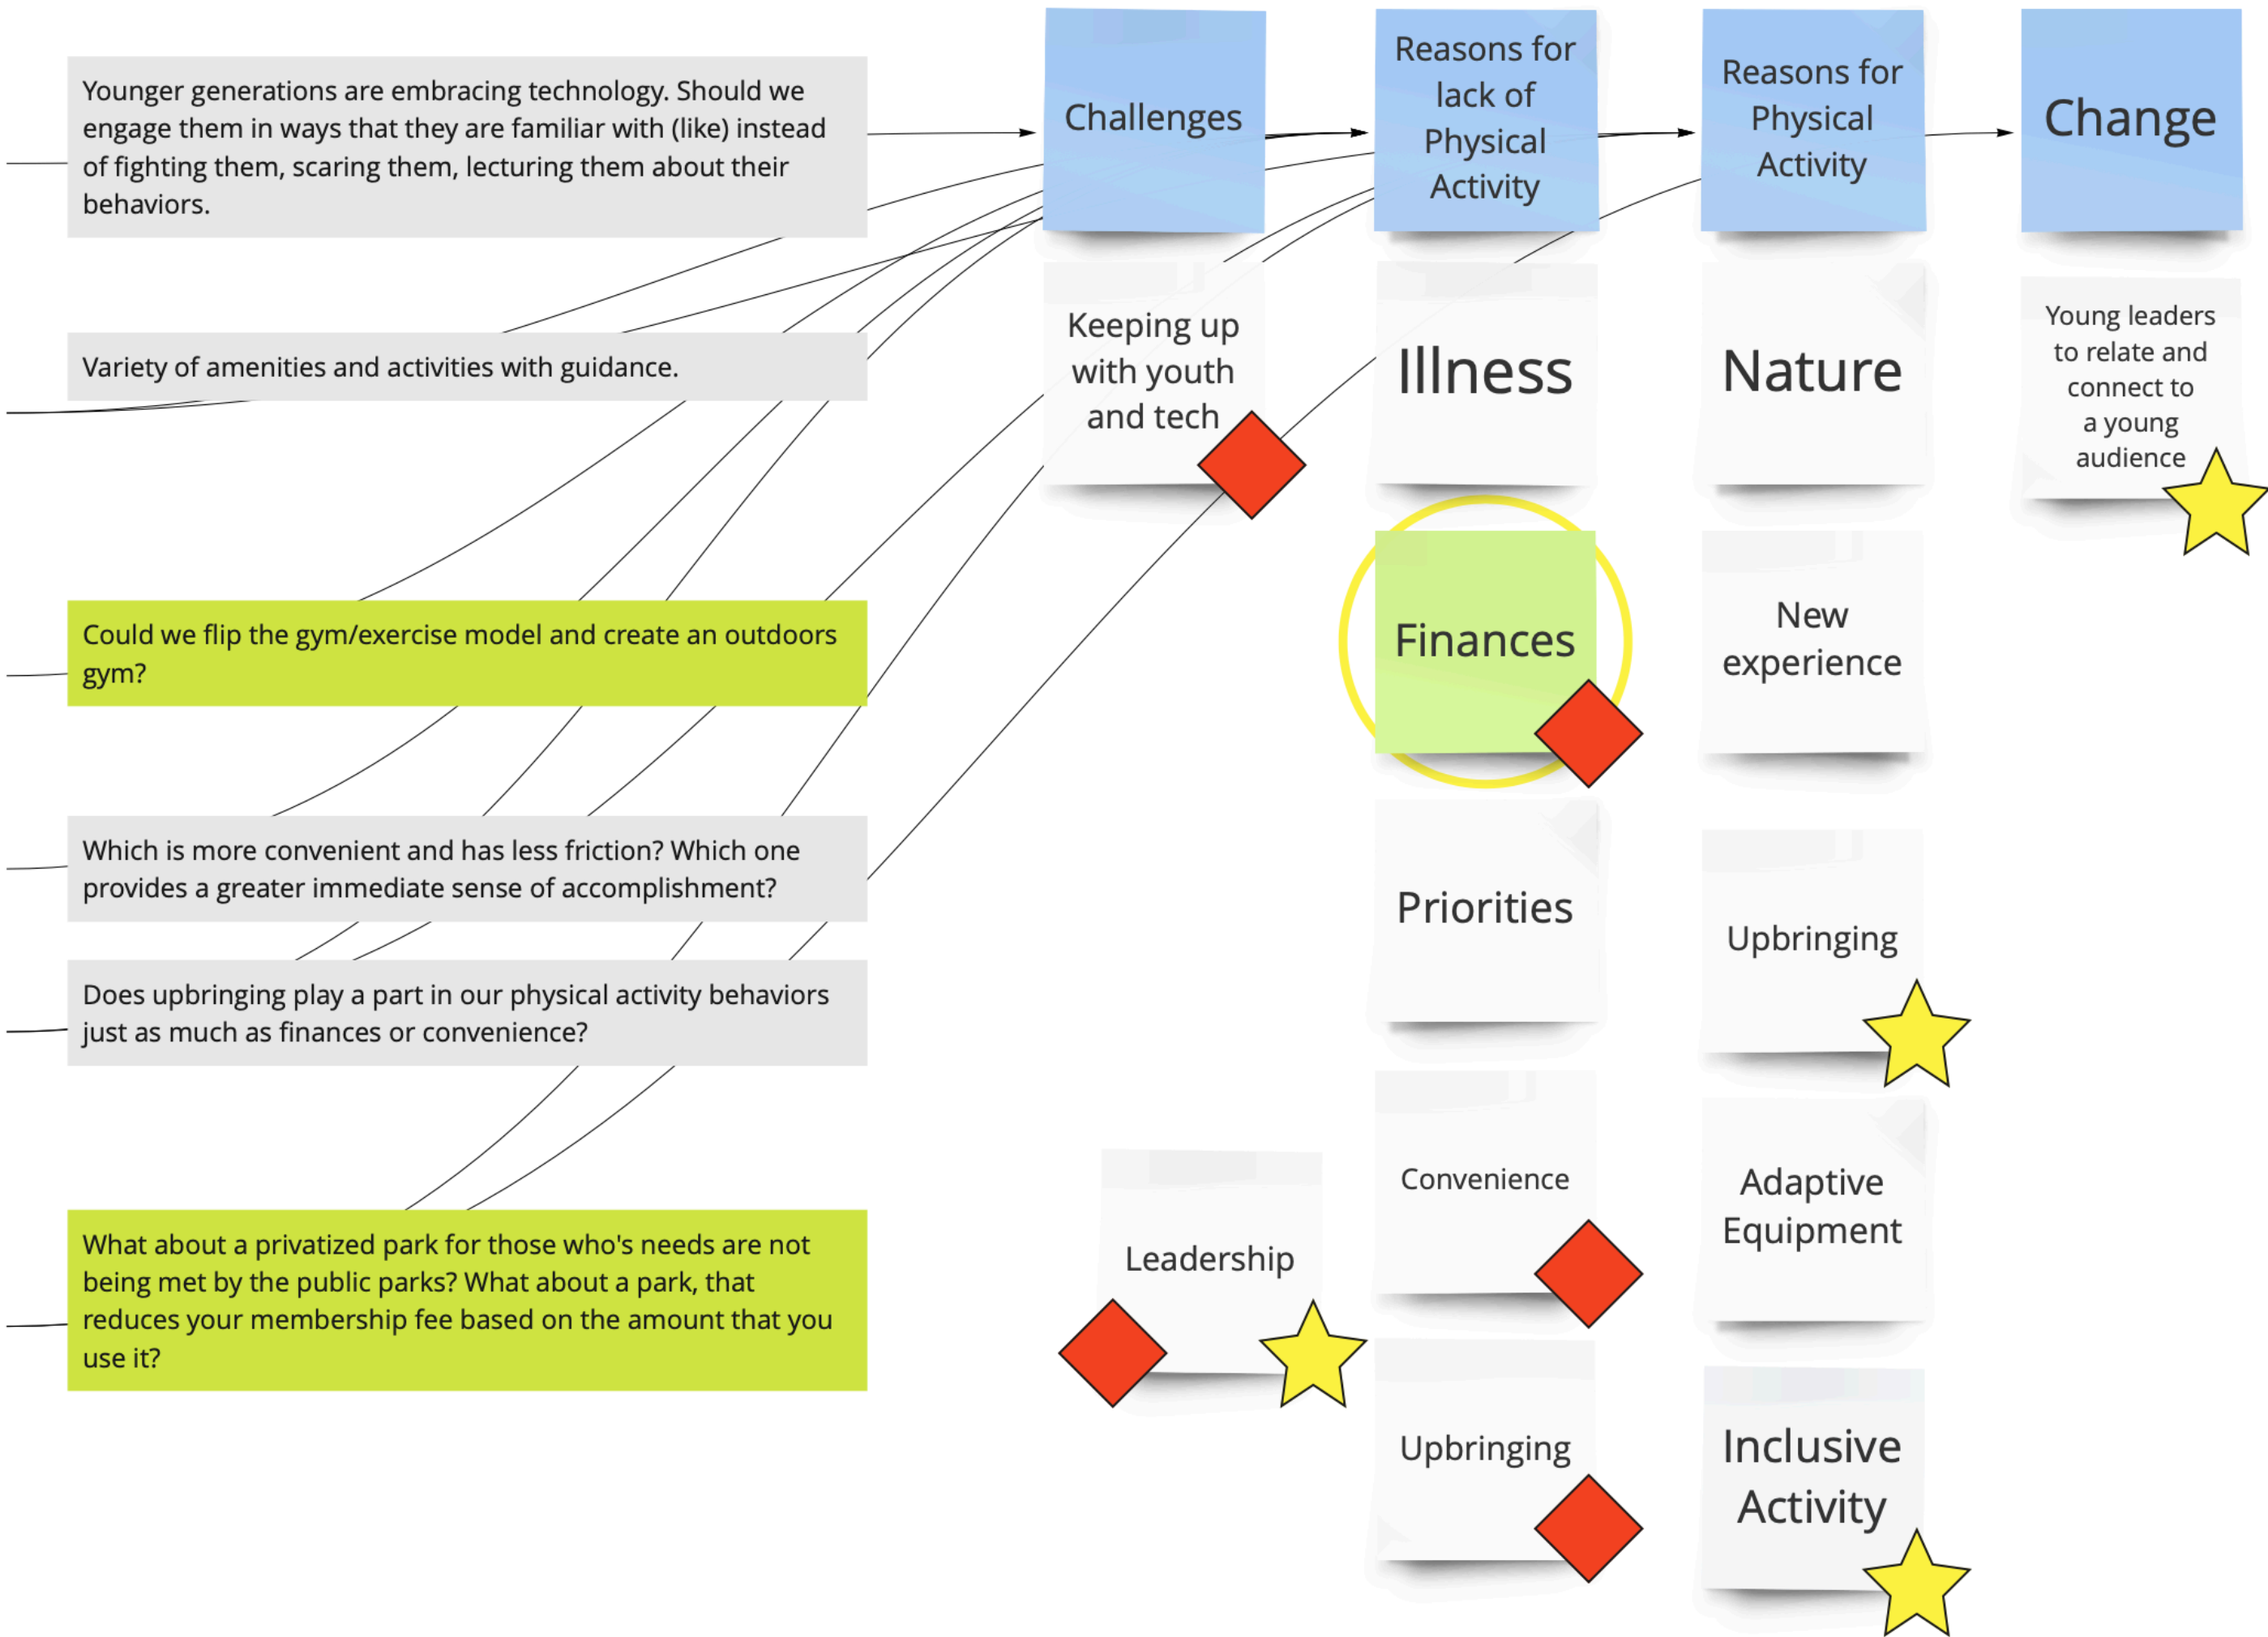 Younger generations are embracing technology. Should we
engage them in ways that they are familiar with (like) instead
of fighting them, scaring them, lecturing them about their
behaviors.
Variety of amenities and activities with guidance.
Could we flip the gym/exercise model and create an outdoors
gym?
Which is more convenient and has less friction? Which one
provides a greater immediate sense of accomplishment?
Does upbringing play a part in our physical activity behaviors
just as much as finances or convenience?
What about a privatized park for those who's needs are not
being met by the public parks? What about a park, that
reduces your membership fee based on the amount that you
use it?
Challenges
Keeping up
with youth
and tech
Leadership
Reasons for
lack of
Physical
Activity
Illness
Finances
Priorities
Convenience
Upbringing
Reasons for
Physical
Activity
Nature
New
experience
Upbringing
Adaptive
Equipment
Inclusive
Activity
Change
Young leaders
to relate and
connect to
a young
audience